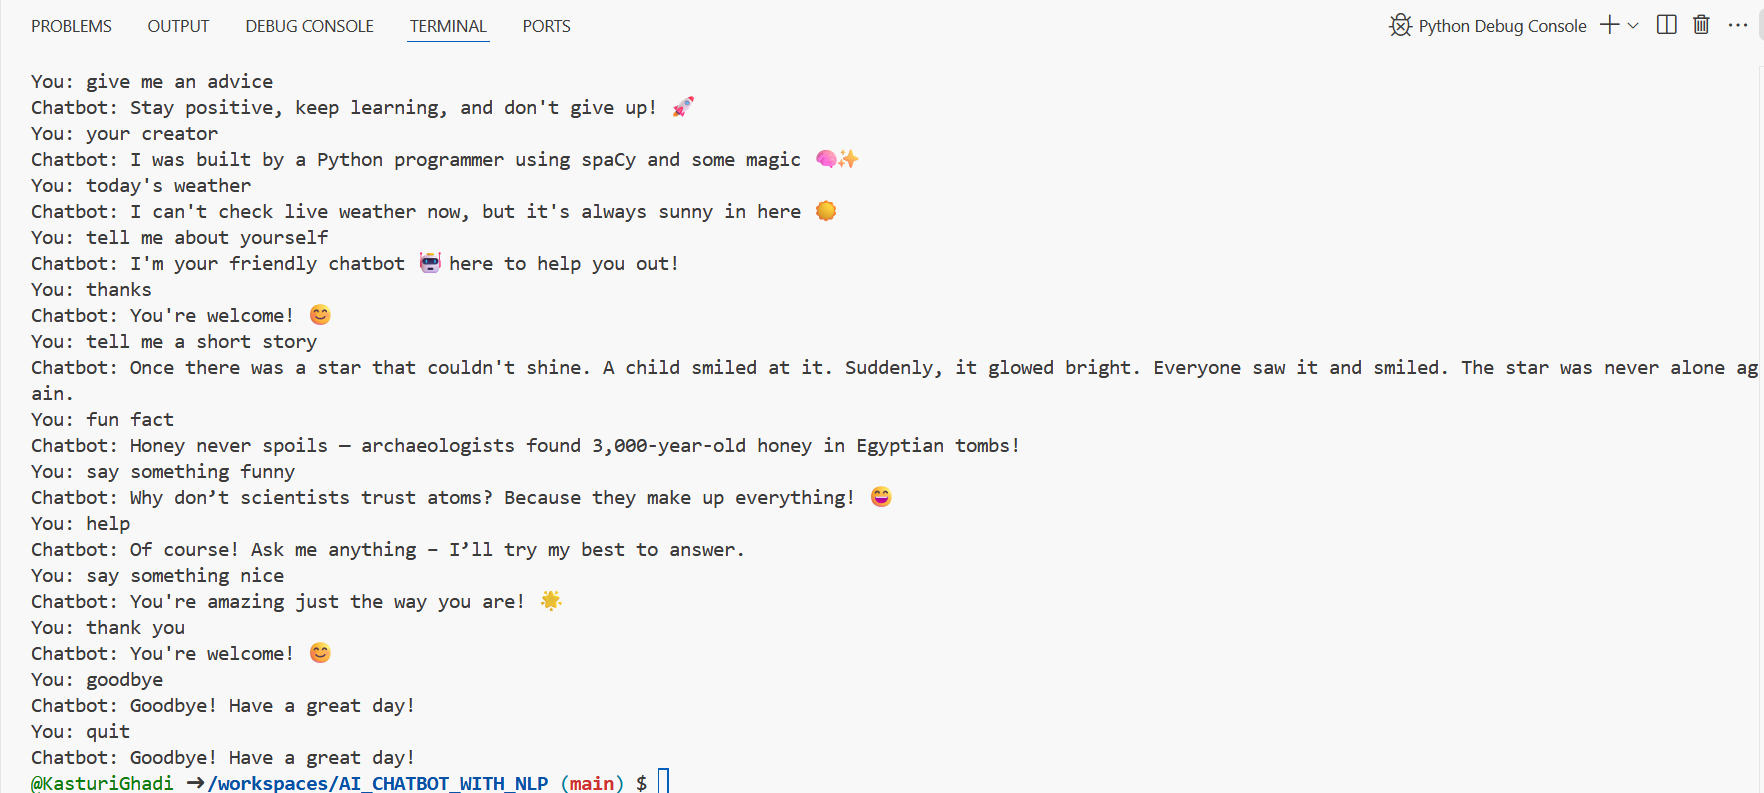 PROBLEMS OUTPUT DEBUG CONSOLE TERMINAL PORTS Python Debug Console
You: give me an advice
Chatbot: Stay positive, keep learning, and don't give up! 🚀
You: your creator
Chatbot: I was built by a Python programmer using spaCy and some magic 🧠✨
You: today's weather
Chatbot: I can't check live weather now, but it's always sunny in here 🌞
You: tell me about yourself
Chatbot: I'm your friendly chatbot 🤖 here to help you out!
You: thanks
Chatbot: You're welcome! 😊
You: tell me a short story
Chatbot: Once there was a star that couldn't shine. A child smiled at it. Suddenly, it glowed bright. Everyone saw it and smiled. The star was never alone ag
ain.
You: fun fact
Chatbot: Honey never spoils — archaeologists found 3,000-year-old honey in Egyptian tombs!
You: say something funny
Chatbot: Why don’t scientists trust atoms? Because they make up everything! 😄
You: help
Chatbot: Of course! Ask me anything – I’ll try my best to answer.
You: say something nice
Chatbot: You're amazing just the way you are! 🌟
You: thank you
Chatbot: You're welcome! 😊
You: goodbye
Chatbot: Goodbye! Have a great day!
You: quit
Chatbot: Goodbye! Have a great day!
@KasturiGhadi ➜ /workspaces/AI_CHATBOT_WITH_NLP (main) $